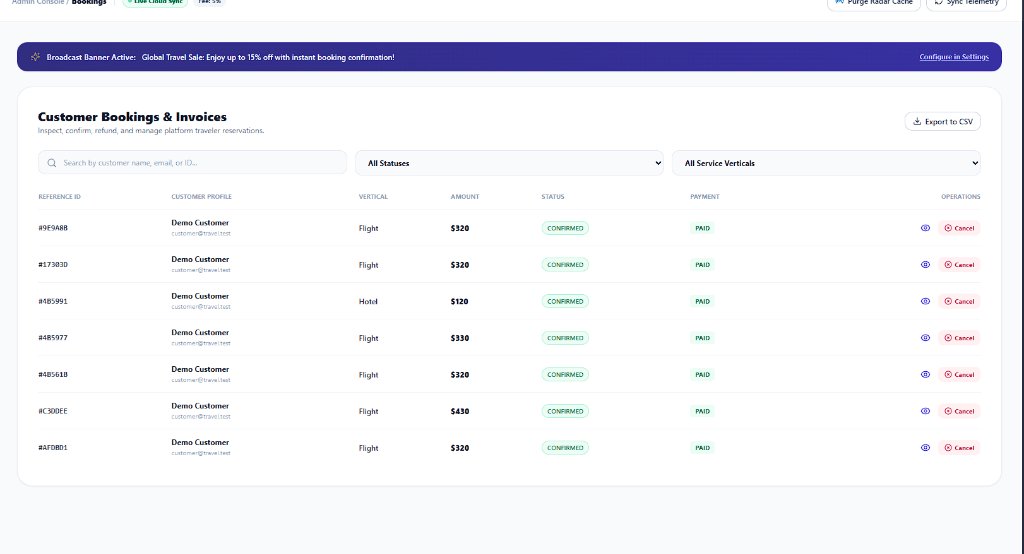 Admin Console / Bookings
Live Cloud Sync
Fee: 5%
Purge Radar Cache
Sync Telemetry
Broadcast Banner Active: Global Travel Sale: Enjoy up to 15% off with instant booking confirmation!
Configure in Settings
Customer Bookings & Invoices
Inspect, confirm, refund, and manage platform traveler reservations.
Export to CSV
Search by customer name, email, or ID...
All Statuses
All Service Verticals
REFERENCE ID CUSTOMER PROFILE VERTICAL AMOUNT STATUS PAYMENT OPERATIONS
#9E9A8B Demo Customer Flight $320 CONFIRMED PAID Cancel
customer@travel.test
#17303D Demo Customer Flight $320 CONFIRMED PAID Cancel
customer@travel.test
#4B5991 Demo Customer Hotel $120 CONFIRMED PAID Cancel
customer@travel.test
#4B5977 Demo Customer Flight $330 CONFIRMED PAID Cancel
customer@travel.test
#4B561B Demo Customer Flight $320 CONFIRMED PAID Cancel
customer@travel.test
#C3DDEE Demo Customer Flight $430 CONFIRMED PAID Cancel
customer@travel.test
#AFDBD1 Demo Customer Flight $320 CONFIRMED PAID Cancel
customer@travel.test